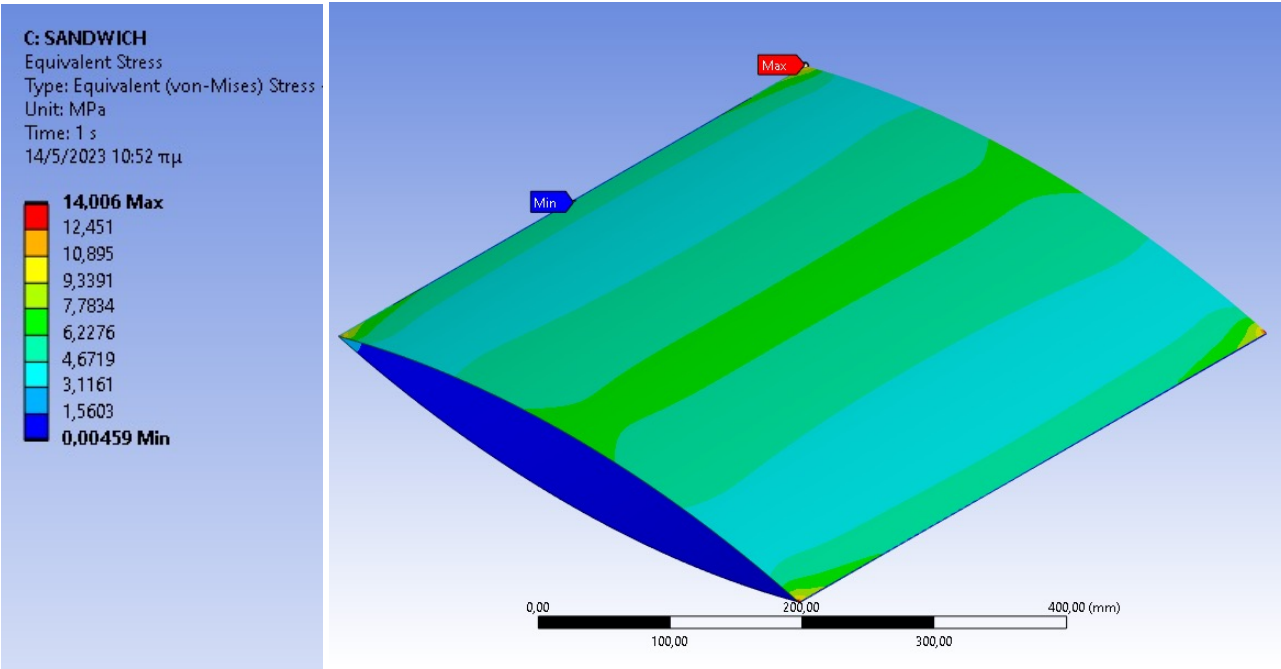 C: SANDWICH
Equivalent Stress
Type: Equivalent (von-Mises) Stress -
Unit: MPa
Time: 1 s
14/5/2023 10:52 πμ
14,006 Max
12,451
10,895
9,3391
7,7834
6,2276
4,6719
3,1161
1,5603
0,00459 Min
Max
Min
0,00 200,00 400,00 (mm)
100,00 300,00